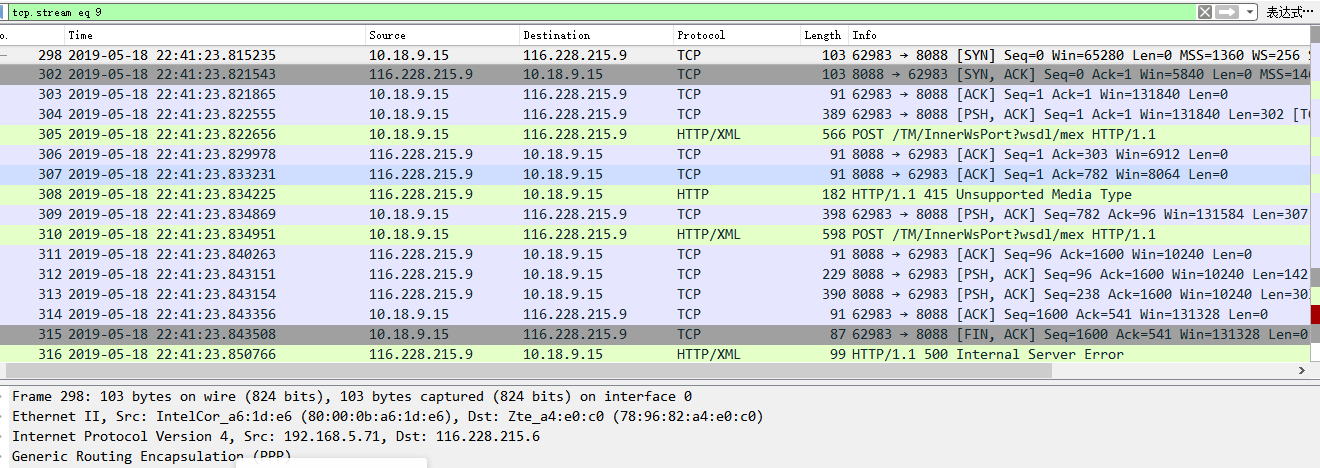 tcp.stream eq 9 表达式…
o. Time Source Destination Protocol Length Info
298 2019-05-18 22:41:23.815235 10.18.9.15 116.228.215.9 TCP 103 62983 → 8088 [SYN] Seq=0 Win=65280 Len=0 MSS=1360 WS=256
302 2019-05-18 22:41:23.821543 116.228.215.9 10.18.9.15 TCP 103 8088 → 62983 [SYN, ACK] Seq=0 Ack=1 Win=5840 Len=0 MSS=14
303 2019-05-18 22:41:23.821865 10.18.9.15 116.228.215.9 TCP 91 62983 → 8088 [ACK] Seq=1 Ack=1 Win=131840 Len=0
304 2019-05-18 22:41:23.822555 10.18.9.15 116.228.215.9 TCP 389 62983 → 8088 [PSH, ACK] Seq=1 Ack=1 Win=131840 Len=302 [TC
305 2019-05-18 22:41:23.822656 10.18.9.15 116.228.215.9 HTTP/XML 566 POST /TM/InnerWsPort?wsdl/mex HTTP/1.1
306 2019-05-18 22:41:23.829978 116.228.215.9 10.18.9.15 TCP 91 8088 → 62983 [ACK] Seq=1 Ack=303 Win=6912 Len=0
307 2019-05-18 22:41:23.833231 116.228.215.9 10.18.9.15 TCP 91 8088 → 62983 [ACK] Seq=1 Ack=782 Win=8064 Len=0
308 2019-05-18 22:41:23.834225 116.228.215.9 10.18.9.15 HTTP 182 HTTP/1.1 415 Unsupported Media Type
309 2019-05-18 22:41:23.834869 10.18.9.15 116.228.215.9 TCP 398 62983 → 8088 [PSH, ACK] Seq=782 Ack=96 Win=131584 Len=307
310 2019-05-18 22:41:23.834951 10.18.9.15 116.228.215.9 HTTP/XML 598 POST /TM/InnerWsPort?wsdl/mex HTTP/1.1
311 2019-05-18 22:41:23.840263 116.228.215.9 10.18.9.15 TCP 91 8088 → 62983 [ACK] Seq=96 Ack=1600 Win=10240 Len=0
312 2019-05-18 22:41:23.843151 116.228.215.9 10.18.9.15 TCP 229 8088 → 62983 [PSH, ACK] Seq=96 Ack=1600 Win=10240 Len=142
313 2019-05-18 22:41:23.843154 116.228.215.9 10.18.9.15 TCP 390 8088 → 62983 [PSH, ACK] Seq=238 Ack=1600 Win=10240 Len=30
314 2019-05-18 22:41:23.843356 10.18.9.15 116.228.215.9 TCP 91 62983 → 8088 [ACK] Seq=1600 Ack=541 Win=131328 Len=0
315 2019-05-18 22:41:23.843508 10.18.9.15 116.228.215.9 TCP 87 62983 → 8088 [FIN, ACK] Seq=1600 Ack=541 Win=131328 Len=0
316 2019-05-18 22:41:23.850766 116.228.215.9 10.18.9.15 HTTP/XML 99 HTTP/1.1 500 Internal Server Error
Frame 298: 103 bytes on wire (824 bits), 103 bytes captured (824 bits) on interface 0
Ethernet II, Src: IntelCor_a6:1d:e6 (80:00:0b:a6:1d:e6), Dst: Zte_a4:e0:c0 (78:96:82:a4:e0:c0)
Internet Protocol Version 4, Src: 192.168.5.71, Dst: 116.228.215.6
Generic Routing Encapsulation (PPP)